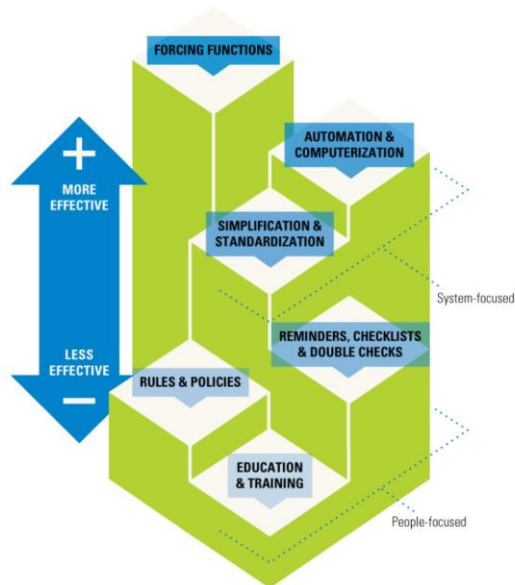 FORCING FUNCTIONS
AUTOMATION &
COMPUTERIZATION
+
MORE
EFFECTIVE
SIMPLIFICATION &
STANDARDIZATION
System-focused
REMINDERS, CHECKLISTS
& DOUBLE CHECKS
LESS
EFFECTIVE
−
RULES & POLICIES
EDUCATION
& TRAINING
People-focused